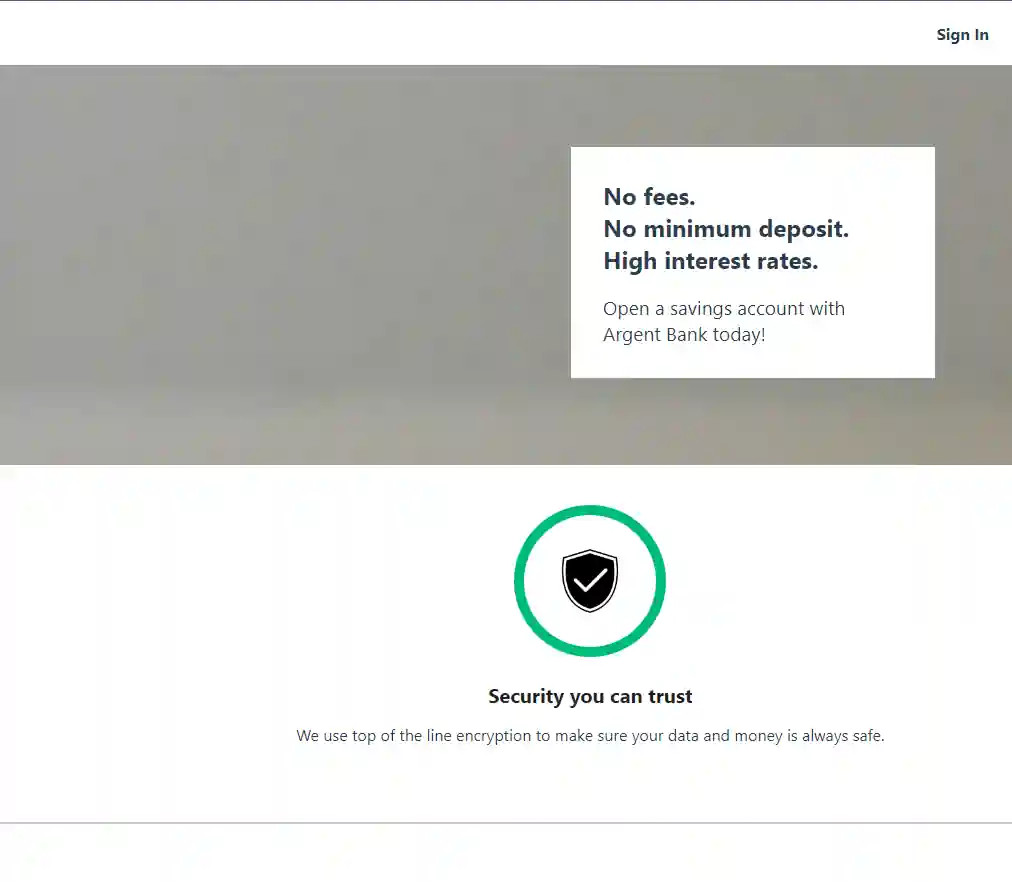 Sign In
No fees.
No minimum deposit.
High interest rates.
Open a savings account with
Argent Bank today!
Security you can trust
We use top of the line encryption to make sure your data and money is always safe.